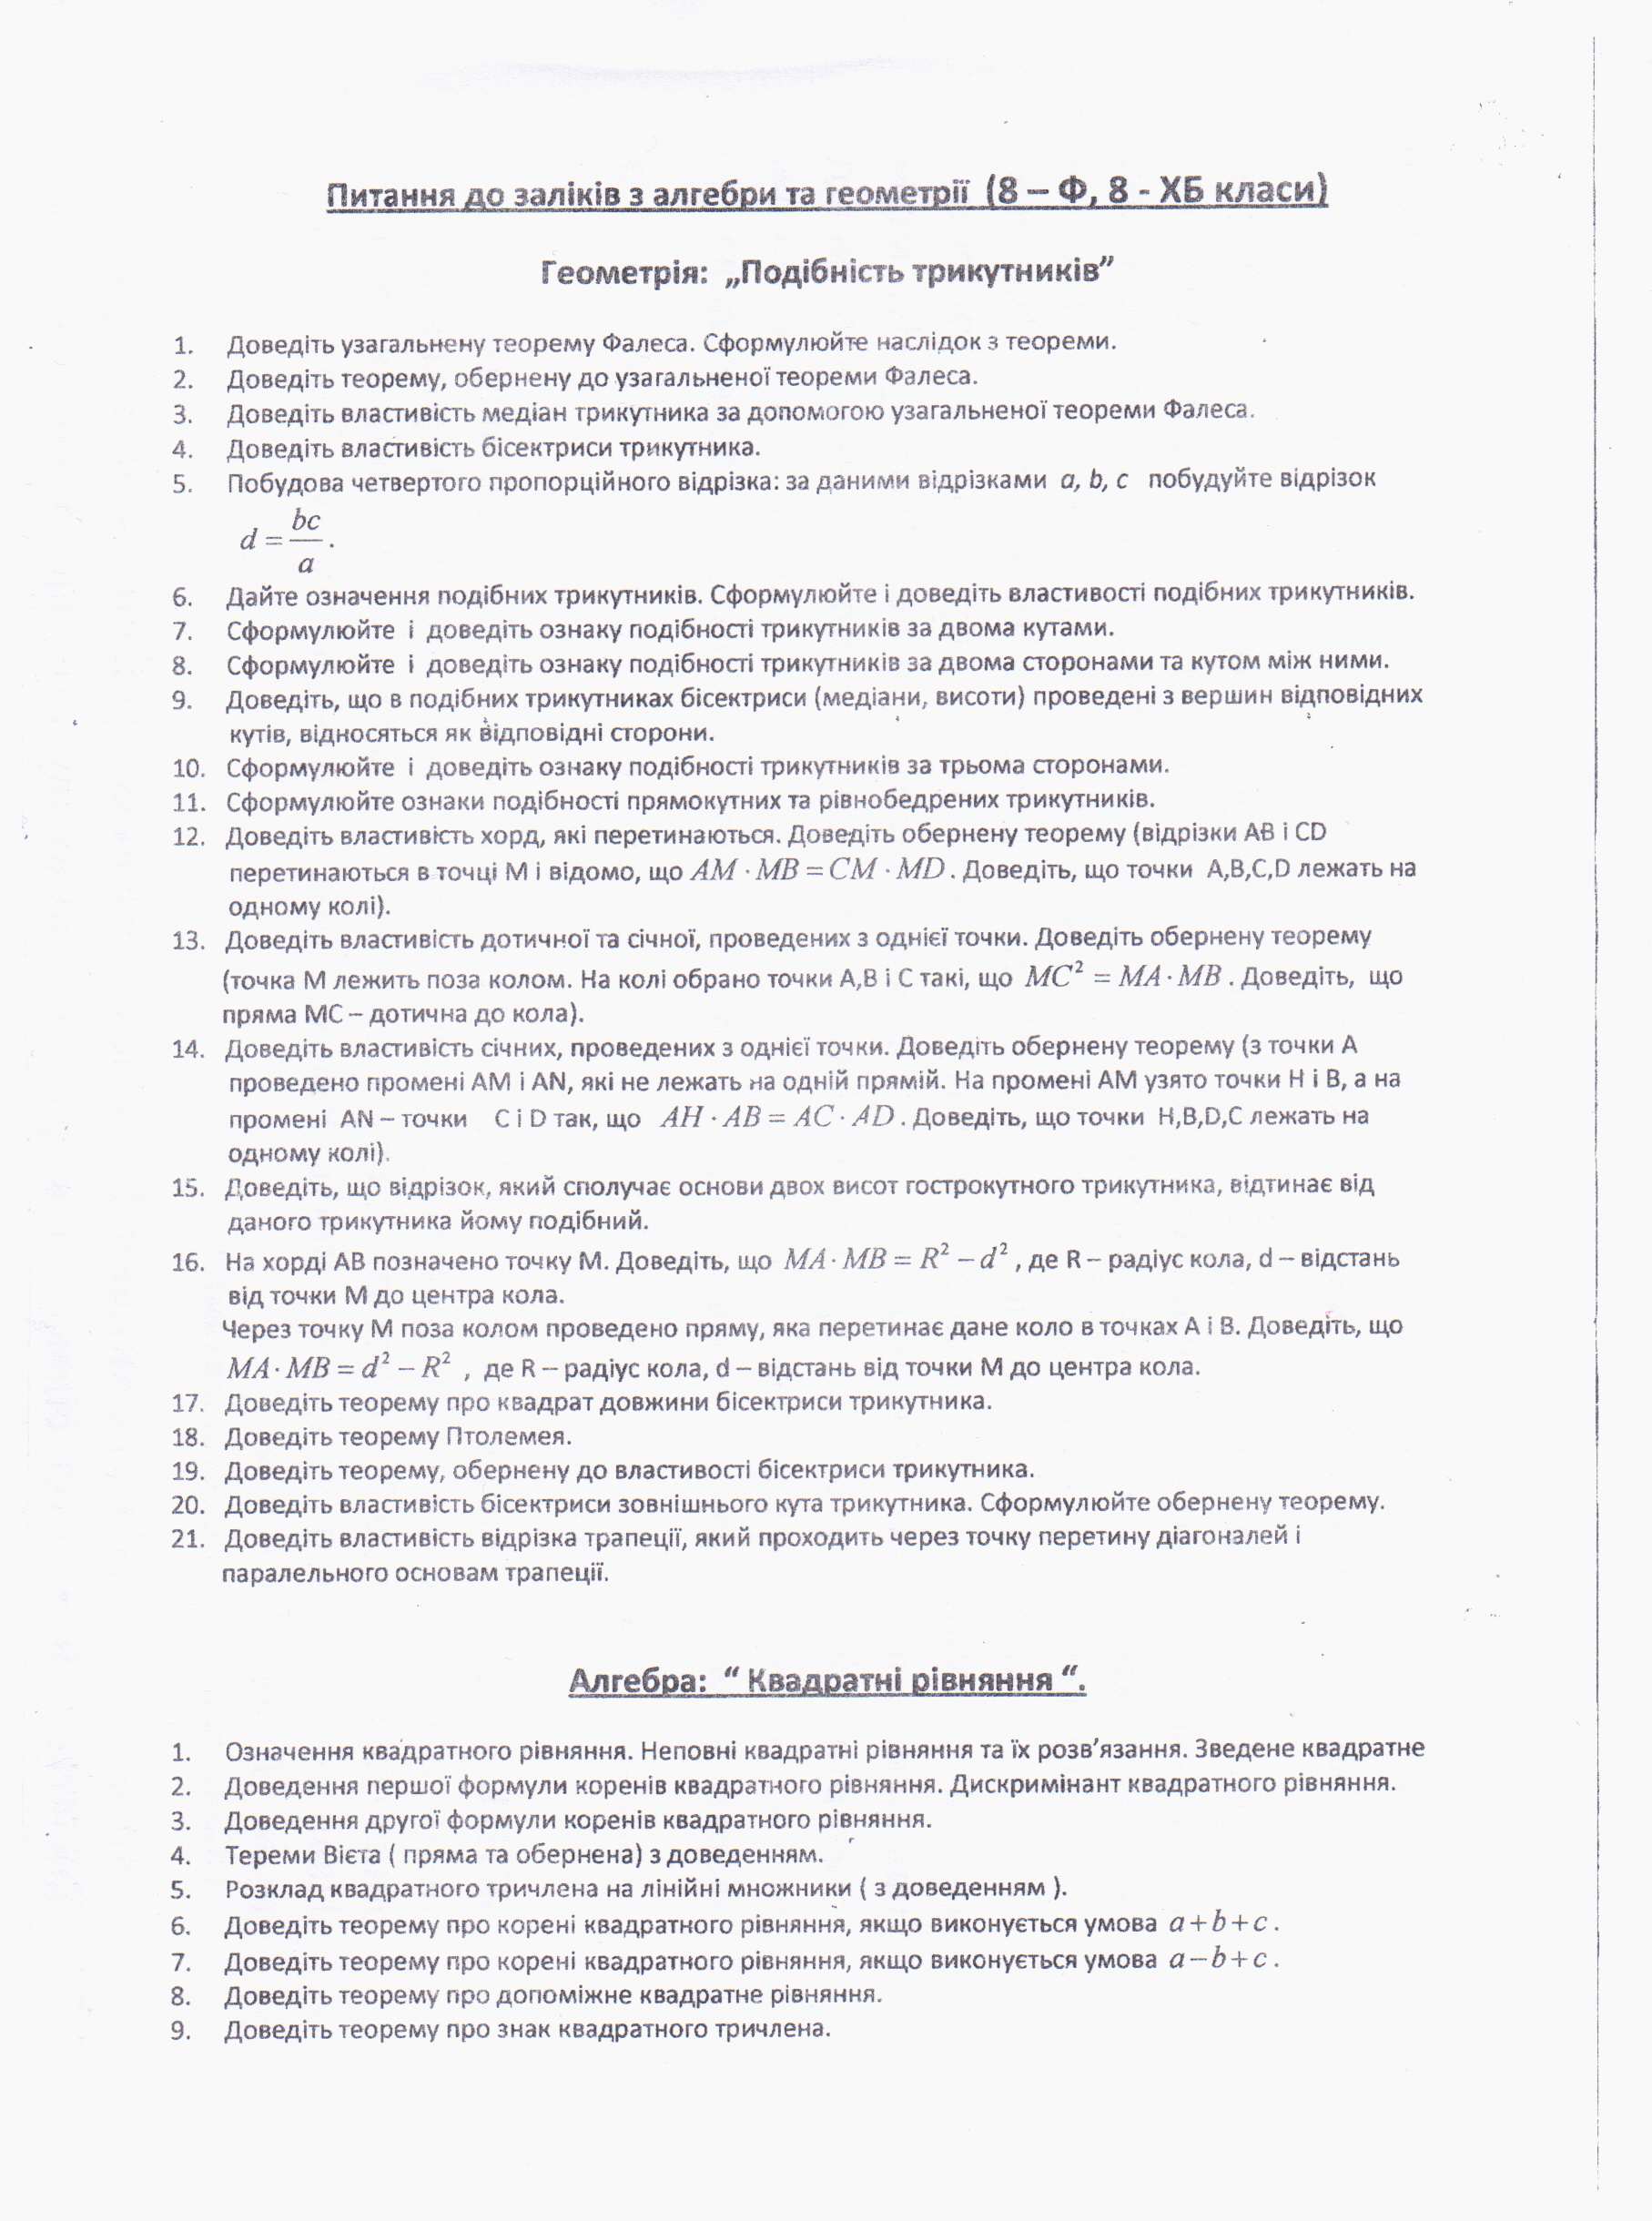 Питання до заліків з алгебри та геометрії (8 – Ф, 8 - ХБ класи)
Геометрія: „Подібність трикутників”
1. Доведіть узагальнену теорему Фалеса. Сформулюйте наслідок з теореми.
2. Доведіть теорему, обернену до узагальненої теореми Фалеса.
3. Доведіть властивість медіан трикутника за допомогою узагальненої теореми Фалеса.
4. Доведіть властивість бісектриси трикутника.
5. Побудова четвертого пропорційного відрізка: за даними відрізками a, b, c побудуйте відрізок
d = bc/a.
6. Дайте означення подібних трикутників. Сформулюйте і доведіть властивості подібних трикутників.
7. Сформулюйте і доведіть ознаку подібності трикутників за двома кутами.
8. Сформулюйте і доведіть ознаку подібності трикутників за двома сторонами та кутом між ними.
9. Доведіть, що в подібних трикутниках бісектриси (медіани, висоти) проведені з вершин відповідних
кутів, відносяться як відповідні сторони.
10. Сформулюйте і доведіть ознаку подібності трикутників за трьома сторонами.
11. Сформулюйте ознаки подібності прямокутних та рівнобедрених трикутників.
12. Доведіть властивість хорд, які перетинаються. Доведіть обернену теорему (відрізки AB і CD
перетинаються в точці М і відомо, що AM · MB = CM · MD. Доведіть, що точки A,B,C,D лежать на
одному колі).
13. Доведіть властивість дотичної та січної, проведених з однієї точки. Доведіть обернену теорему
(точка М лежить поза колом. На колі обрано точки А,В і С такі, що MC² = MA · MB. Доведіть, що
пряма МС – дотична до кола).
14. Доведіть властивість січних, проведених з однієї точки. Доведіть обернену теорему (з точки А
проведено промені АМ і AN, які не лежать на одній прямій. На промені АМ узято точки Н і В, а на
промені AN – точки С і D так, що AH · AB = AC · AD. Доведіть, що точки H,B,D,C лежать на
одному колі).
15. Доведіть, що відрізок, який сполучає основи двох висот гострокутного трикутника, відтинає від
даного трикутника йому подібний.
16. На хорді АВ позначено точку М. Доведіть, що MA · MB = R² – d², де R – радіус кола, d – відстань
від точки М до центра кола.
Через точку М поза колом проведено пряму, яка перетинає дане коло в точках А і В. Доведіть, що
MA · MB = d² – R² , де R – радіус кола, d – відстань від точки М до центра кола.
17. Доведіть теорему про квадрат довжини бісектриси трикутника.
18. Доведіть теорему Птолемея.
19. Доведіть теорему, обернену до властивості бісектриси трикутника.
20. Доведіть властивість бісектриси зовнішнього кута трикутника. Сформулюйте обернену теорему.
21. Доведіть властивість відрізка трапеції, який проходить через точку перетину діагоналей і
паралельного основам трапеції.
Алгебра: “ Квадратні рівняння “.
1. Означення квадратного рівняння. Неповні квадратні рівняння та їх розв’язання. Зведене квадратне
2. Доведення першої формули коренів квадратного рівняння. Дискримінант квадратного рівняння.
3. Доведення другої формули коренів квадратного рівняння.
4. Тереми Вієта ( пряма та обернена) з доведенням.
5. Розклад квадратного тричлена на лінійні множники ( з доведенням ).
6. Доведіть теорему про корені квадратного рівняння, якщо виконується умова a+b+c.
7. Доведіть теорему про корені квадратного рівняння, якщо виконується умова a–b+c.
8. Доведіть теорему про допоміжне квадратне рівняння.
9. Доведіть теорему про знак квадратного тричлена.